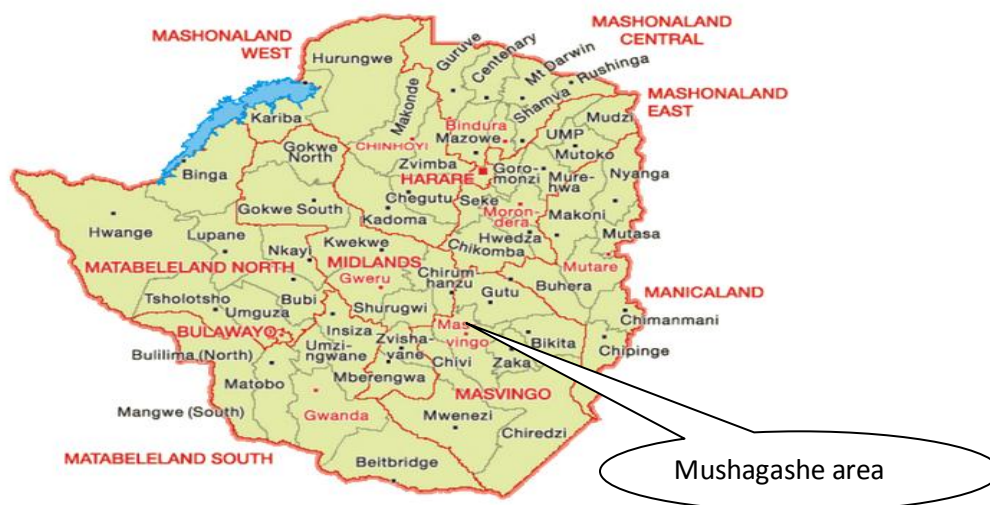 MASHONALAND
WEST
MASHONALAND
CENTRAL
MASHONALAND
EAST
Hurungwe
Guruve
Centenary
Mt Darwin
Rushinga
Kariba
Makonde
Shamva
Mudzi
Bindura
UMP
Gokwe
North
CHINHOYI
Mazowe
Mutoko
Zvimba
Binga
HARARE
Goro-
monzi
Mure-
hwa
Nyanga
Gokwe South
Chegutu
Seke
Kadoma
Moron-
dera
Makoni
Hwange
Lupane
Kwekwe
Hwedza
Mutasa
Nkayi
Chikomba
MATABELELAND NORTH
MIDLANDS
Mutare
Gweru
Chirum
hanzu
Buhera
Tsholotsho
Bubi
Shurugwi
Gutu
MANICALAND
Umguza
Chimanmani
BULAWAYO
Insiza
Zvisha-
vane
Mas
vingo
Bikita
Chipinge
Bulilima (North)
Umzi-
ngwane
Chivi
Zaka
Matobo
Mberengwa
MASVINGO
Mangwe (South)
Gwanda
Mwenezi
Chiredzi
MATABELELAND SOUTH
Beitbridge
Mushagashe area